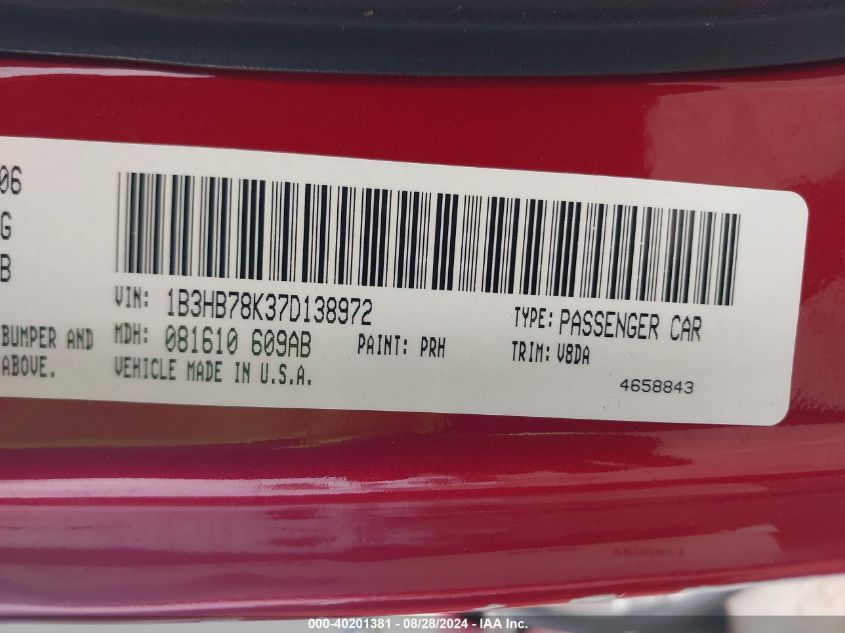 06
G
B
VIN: 1B3HB78K37D138972
TYPE: PASSENGER CAR
BUMPER AND
MDH: 081610 609AB
PAINT: PRH
TRIM: V8DA
ABOVE.
VEHICLE MADE IN U.S.A.
4658843
000-40201381 - 08/28/2024 - IAA Inc.